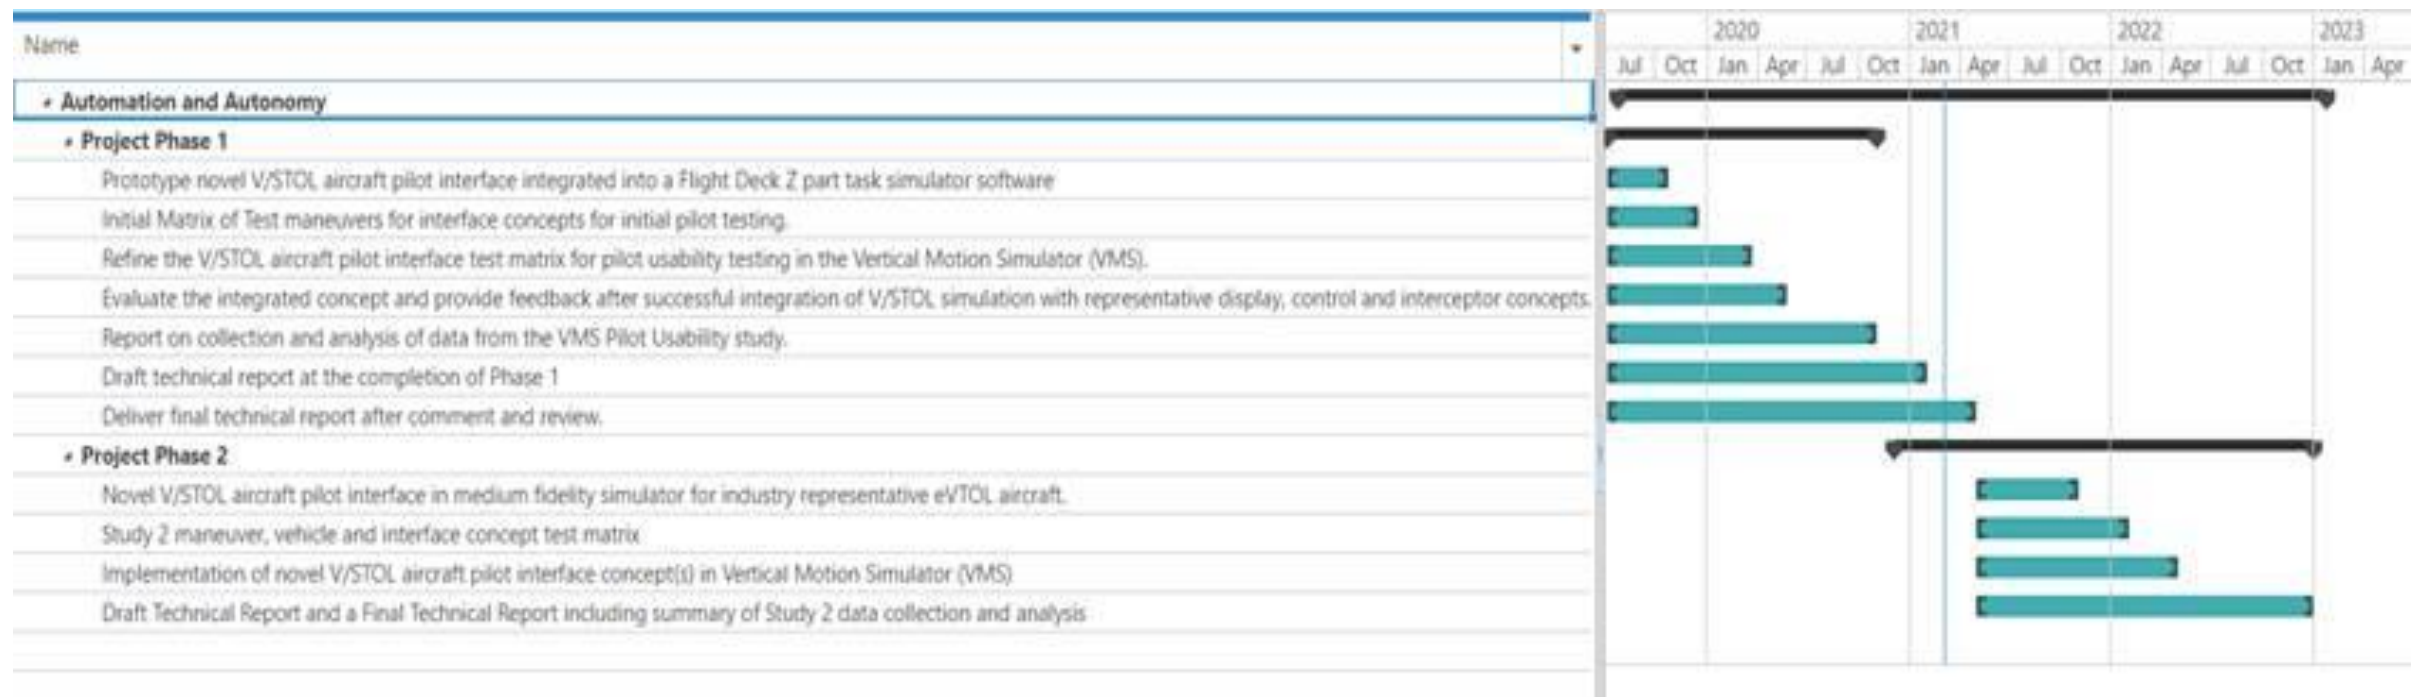 2020 2021 2022 2023
Name
Jul Oct Jan Apr Jul Oct Jan Apr Jul Oct Jan Apr Jul Oct Jan Apr
Automation and Autonomy
Project Phase 1
Prototype novel V/STOL aircraft pilot interface integrated into a Flight Deck Z part task simulator software
Initial Matrix of Test maneuvers for interface concepts for initial pilot testing.
Refine the V/STOL aircraft pilot interface test matrix for pilot usability testing in the Vertical Motion Simulator (VMS).
Evaluate the integrated concept and provide feedback after successful integration of V/STOL simulation with representative display, control and interceptor concepts.
Report on collection and analysis of data from the VMS Pilot Usability study.
Draft technical report at the completion of Phase 1
Deliver final technical report after comment and review.
Project Phase 2
Novel V/STOL aircraft pilot interface in medium fidelity simulator for industry representative eVTOL aircraft.
Study 2 maneuver, vehicle and interface concept test matrix
Implementation of novel V/STOL aircraft pilot interface concept(s) in Vertical Motion Simulator (VMS)
Draft Technical Report and a Final Technical Report including summary of Study 2 data collection and analysis